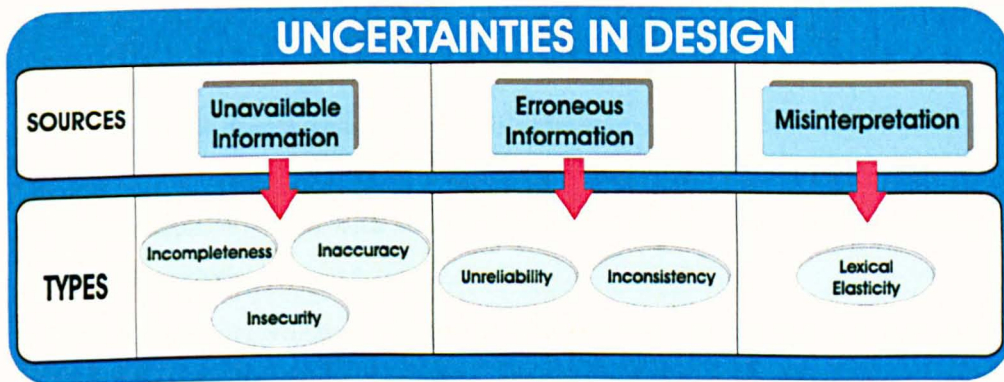 UNCERTAINTIES IN DESIGN
SOURCES
Unavailable
Information
Erroneous
Information
Misinterpretation
TYPES
Incompleteness
Inaccuracy
Insecurity
Unreliability
Inconsistency
Lexical
Elasticity